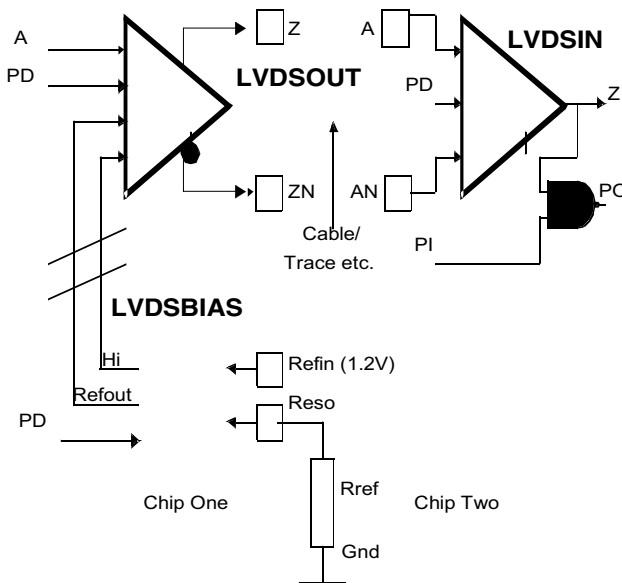 A
PD
LVDSOUT
Z
ZN
A
PD
AN
LVDSIN
Z
PO
PI
Cable/
Trace etc.
LVDSBIAS
Hi
Refout
PD
Refin (1.2V)
Reso
Rref
Gnd
Chip One
Chip Two